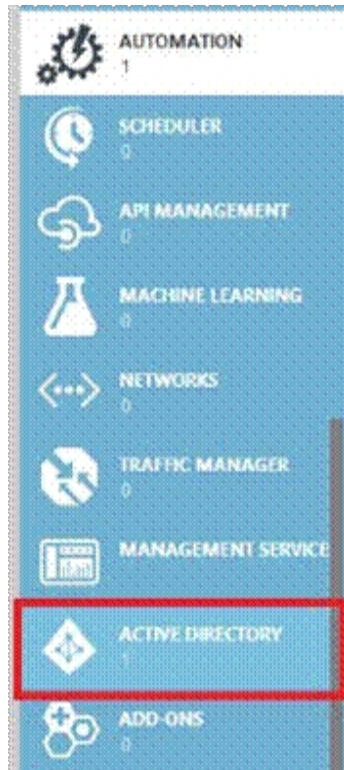 AUTOMATION
1
SCHEDULER
0
API MANAGEMENT
0
MACHINE LEARNING
0
NETWORKS
0
TRAFFIC MANAGER
0
MANAGEMENT SERVICE
ACTIVE DIRECTORY
1
ADD-ONS
0